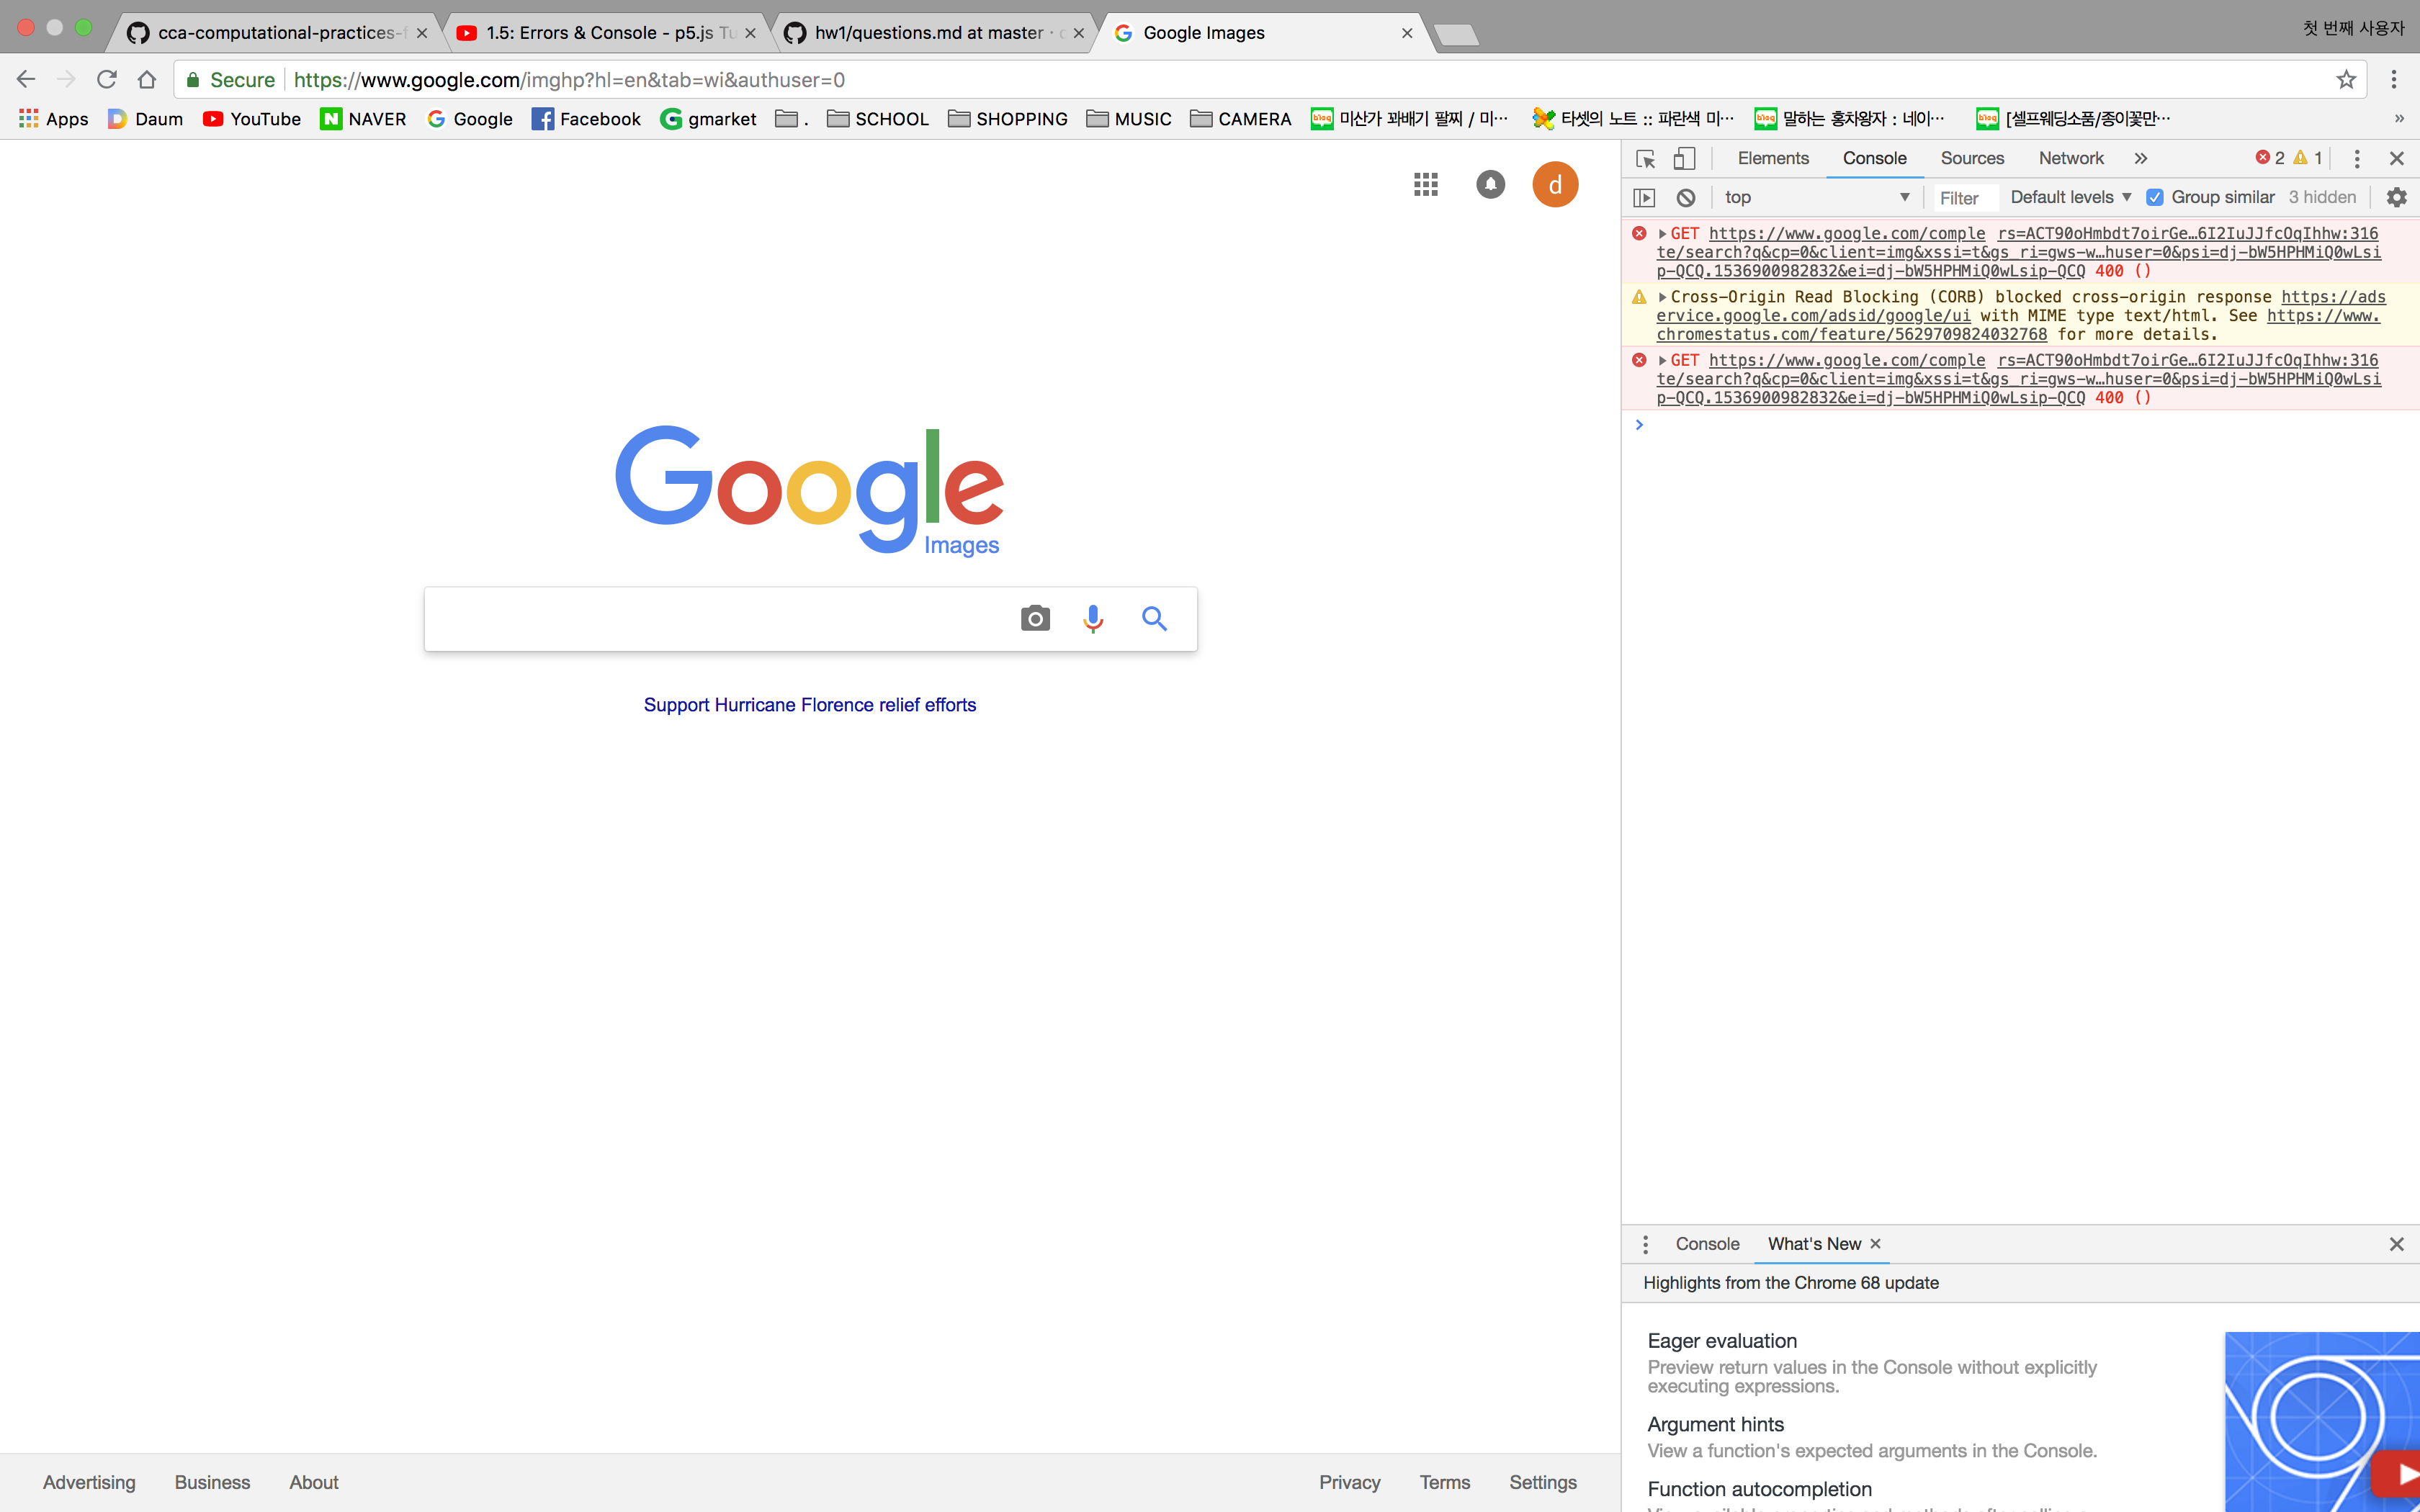 cca-computational-practices-f
1.5: Errors & Console - p5.js Tu
hw1/questions.md at master · c
Google Images
첫 번째 사용자
Secure https://www.google.com/imghp?hl=en&tab=wi&authuser=0
Apps Daum YouTube NAVER Google Facebook gmarket . SCHOOL SHOPPING MUSIC CAMERA 미산가 꽈배기 팔찌 / 미… 타셋의 노트 :: 파란색 미… 말하는 홍차왕자 : 네이… [셀프웨딩소품/종이꽃만… »
d
Elements Console Sources Network » 2 1
top Filter Default levels Group similar 3 hidden
GET https://www.google.com/comple rs=ACT90oHmbdt7oirGe…6I2IuJJfcOqIhhw:316
te/search?q&cp=0&client=img&xssi=t&gs_ri=gws-w…huser=0&psi=dj-bW5HPHMiQ0wLsi
p-QCQ.1536900982832&ei=dj-bW5HPHMiQ0wLsip-QCQ 400 ()
Cross-Origin Read Blocking (CORB) blocked cross-origin response https://ads
ervice.google.com/adsid/google/ui with MIME type text/html. See https://www.
chromestatus.com/feature/5629709824032768 for more details.
GET https://www.google.com/comple rs=ACT90oHmbdt7oirGe…6I2IuJJfcOqIhhw:316
te/search?q&cp=0&client=img&xssi=t&gs_ri=gws-w…huser=0&psi=dj-bW5HPHMiQ0wLsi
p-QCQ.1536900982832&ei=dj-bW5HPHMiQ0wLsip-QCQ 400 ()
Google
Images
Support Hurricane Florence relief efforts
Console What's New
Highlights from the Chrome 68 update
Eager evaluation
Preview return values in the Console without explicitly
executing expressions.
Argument hints
View a function's expected arguments in the Console.
Function autocompletion
Advertising Business About Privacy Terms Settings